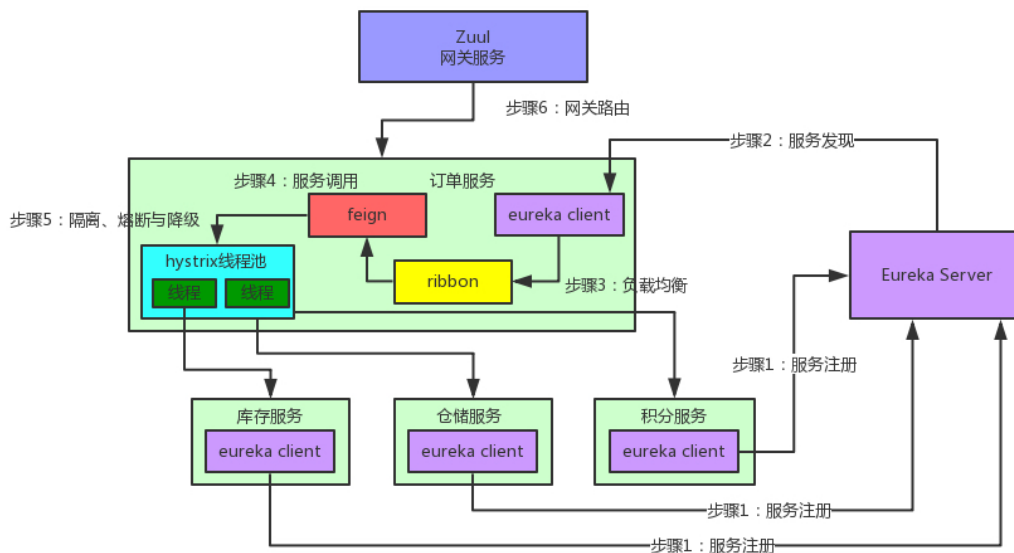 Zuul
网关服务
步骤6：网关路由
步骤2：服务发现
步骤4：服务调用
订单服务
feign
eureka client
步骤5：隔离、熔断与降级
hystrix线程池
线程
线程
ribbon
步骤3：负载均衡
Eureka Server
步骤1：服务注册
库存服务
eureka client
仓储服务
eureka client
积分服务
eureka client
步骤1：服务注册
步骤1：服务注册